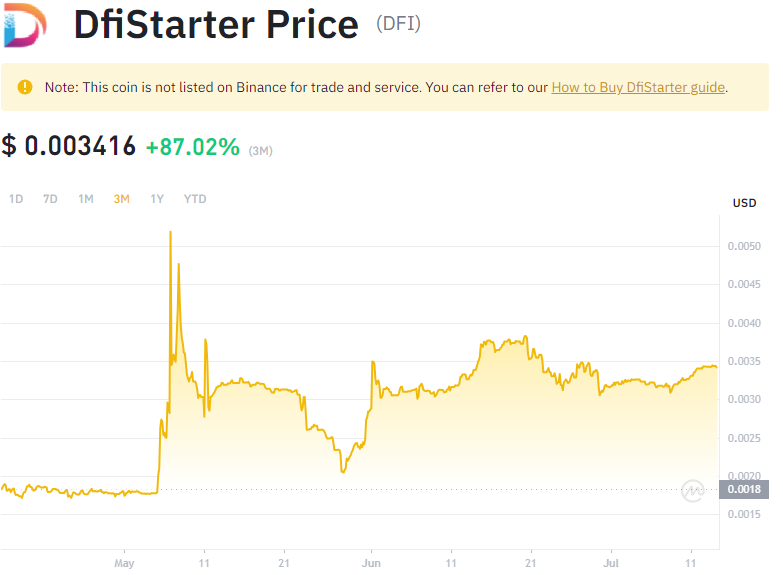 DfiStarter Price (DFI)
Note: This coin is not listed on Binance for trade and service. You can refer to our How to Buy DfiStarter guide.
$ 0.003416 +87.02% (3M)
1D 7D 1M 3M 1Y YTD
USD
0.0050
0.0045
0.0040
0.0035
0.0030
0.0025
0.0020
0.0018
0.0015
May 11 21 Jun 11 21 Jul 11